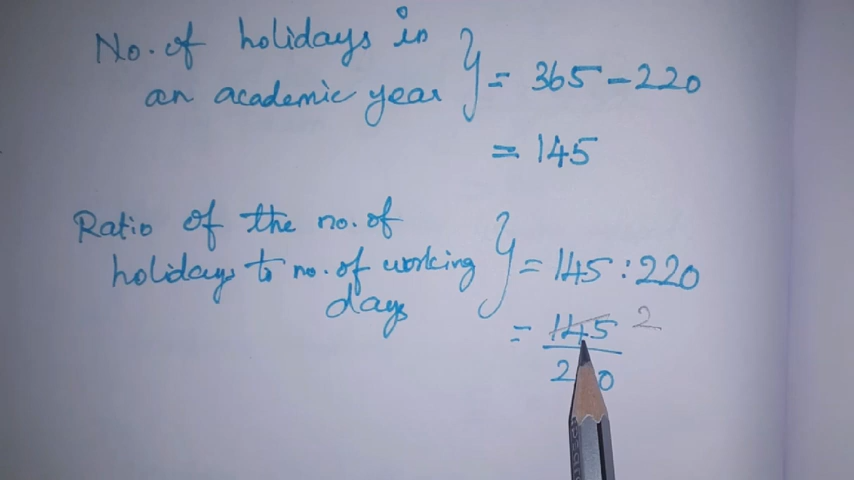 No. of holidays in
an academic year } = 365 - 220
= 145
Ratio of the no. of
holidays to no. of working
days } = 145 : 220
= 145 2